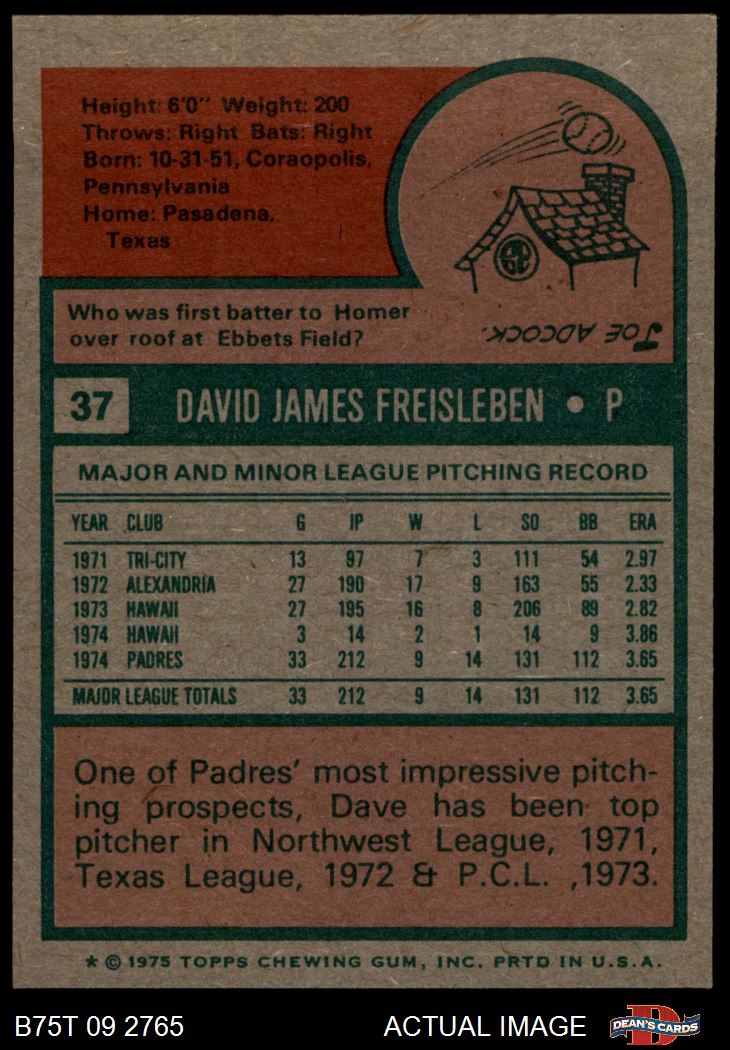 Height: 6'0" Weight: 200
Throws: Right Bats: Right
Born: 10-31-51, Coraopolis,
Pennsylvania
Home: Pasadena,
Texas
Who was first batter to Homer
over roof at Ebbets Field?
JOE ADCOCK.
37 DAVID JAMES FREISLEBEN • P
MAJOR AND MINOR LEAGUE PITCHING RECORD
YEAR CLUB G IP W L SO BB ERA
1971 TRI-CITY 13 97 7 3 111 54 2.97
1972 ALEXANDRIA 27 190 17 9 163 55 2.33
1973 HAWAII 27 195 16 8 206 89 2.82
1974 HAWAII 3 14 2 1 14 9 3.86
1974 PADRES 33 212 9 14 131 112 3.65
MAJOR LEAGUE TOTALS 33 212 9 14 131 112 3.65
One of Padres' most impressive pitch-
ing prospects, Dave has been top
pitcher in Northwest League, 1971,
Texas League, 1972 & P.C.L. ,1973.
* © 1975 TOPPS CHEWING GUM, INC. PRTD IN U.S.A.
B75T 09 2765 ACTUAL IMAGE DEAN'S CARDS